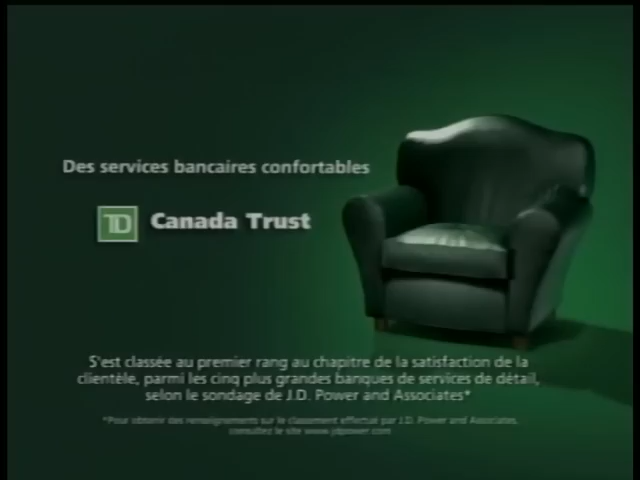 Des services bancaires confortables
TD Canada Trust
S'est classée au premier rang au chapitre de la satisfaction de la
clientèle, parmi les cinq plus grandes banques de services de détail,
selon le sondage de J.D. Power and Associates*
*Pour obtenir des renseignements sur le classement effectué par J.D. Power and Associates,
consultez le site www.jdpower.com